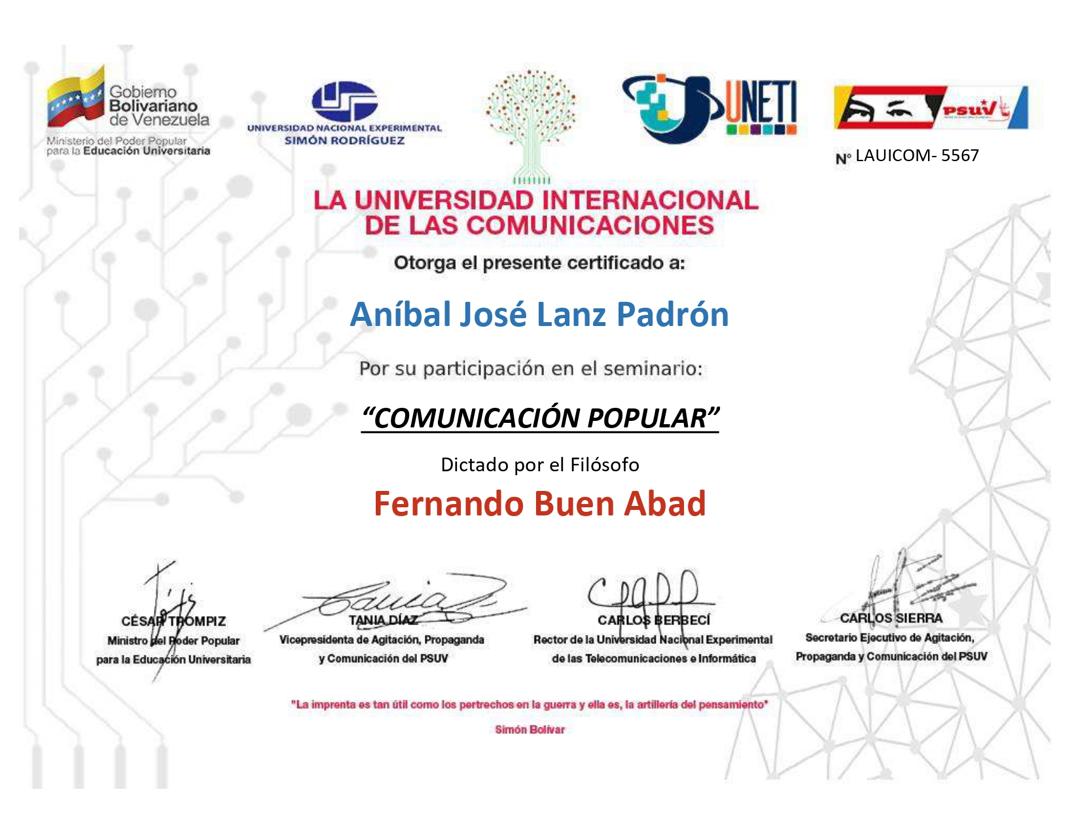 Gobierno
Bolivariano
de Venezuela
Ministerio del Poder Popular
para la Educación Universitaria
UNIVERSIDAD NACIONAL EXPERIMENTAL
SIMÓN RODRÍGUEZ
UNETI
PSUV
Nº LAUICOM- 5567
LA UNIVERSIDAD INTERNACIONAL
DE LAS COMUNICACIONES
Otorga el presente certificado a:
Aníbal José Lanz Padrón
Por su participación en el seminario:
“COMUNICACIÓN POPULAR”
Dictado por el Filósofo
Fernando Buen Abad
CÉSAR TRÓMPIZ
Ministro del Poder Popular
para la Educación Universitaria
TANIA DÍAZ
Vicepresidenta de Agitación, Propaganda
y Comunicación del PSUV
CARLOS BERBECÍ
Rector de la Universidad Nacional Experimental
de las Telecomunicaciones e Informática
CARLOS SIERRA
Secretario Ejecutivo de Agitación,
Propaganda y Comunicación del PSUV
"La imprenta es tan útil como los pertrechos en la guerra y ella es, la artillería del pensamiento"
Simón Bolívar